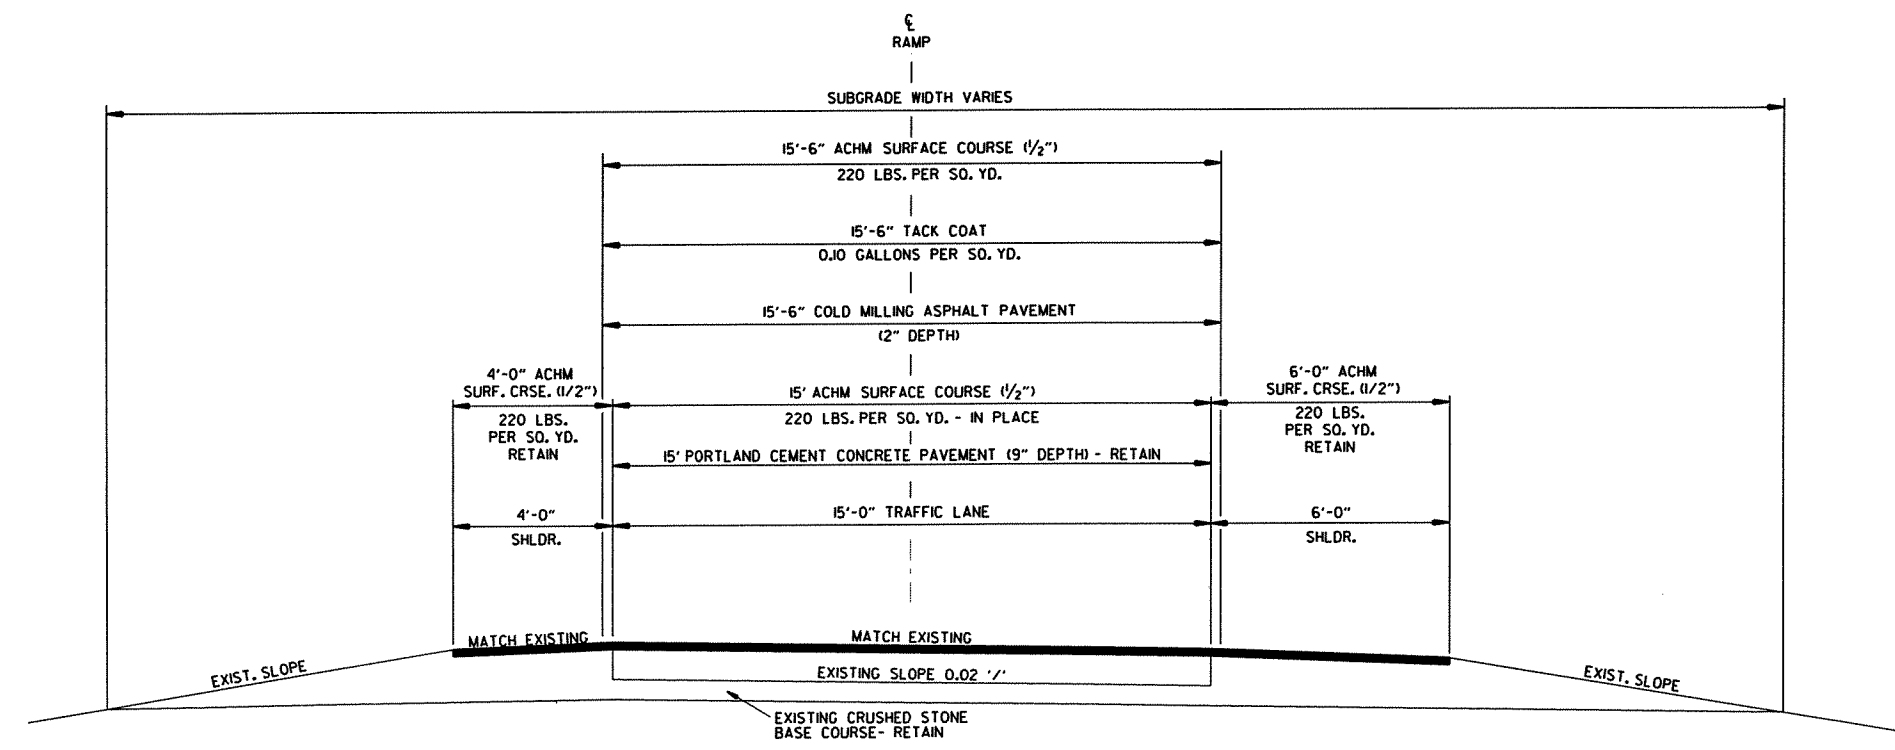 ℄
RAMP
SUBGRADE WIDTH VARIES
15'-6" ACHM SURFACE COURSE (1/2")
220 LBS. PER SQ. YD.
15'-6" TACK COAT
0.10 GALLONS PER SQ. YD.
15'-6" COLD MILLING ASPHALT PAVEMENT
(2" DEPTH)
4'-0" ACHM
SURF. CRSE. (1/2")
220 LBS.
PER SQ. YD.
RETAIN
15' ACHM SURFACE COURSE (1/2")
220 LBS. PER SQ. YD. - IN PLACE
6'-0" ACHM
SURF. CRSE. (1/2")
220 LBS.
PER SQ. YD.
RETAIN
15' PORTLAND CEMENT CONCRETE PAVEMENT (9" DEPTH) - RETAIN
4'-0"
SHLDR.
15'-0" TRAFFIC LANE
6'-0"
SHLDR.
MATCH EXISTING
MATCH EXISTING
EXIST. SLOPE
EXISTING SLOPE 0.02 '/'
EXIST. SLOPE
EXISTING CRUSHED STONE
BASE COURSE- RETAIN